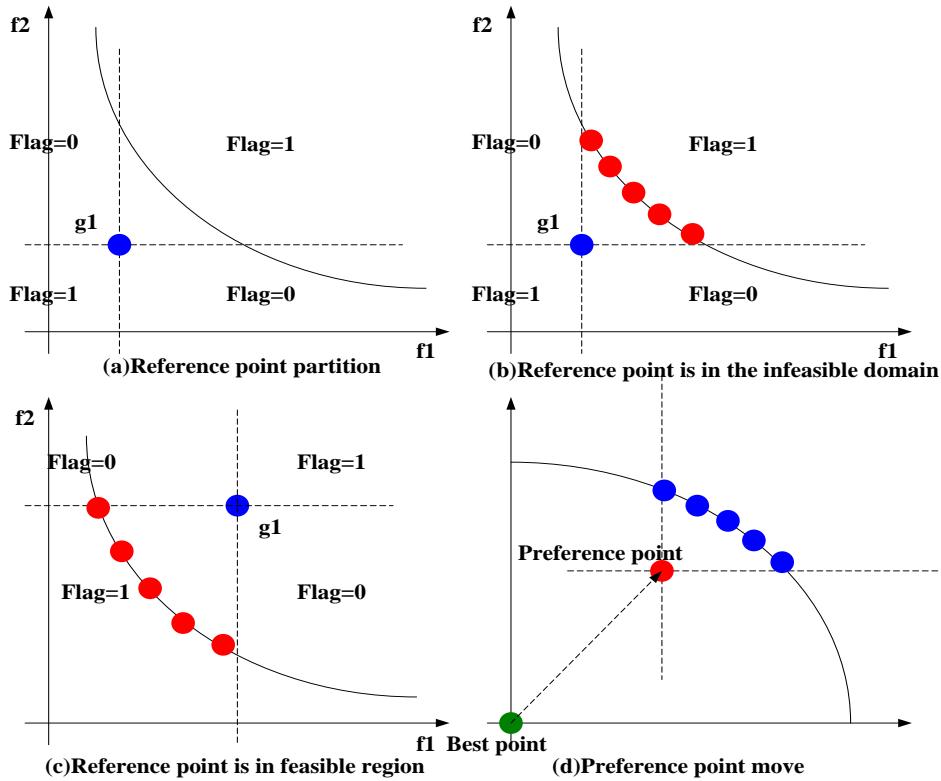 f2
Flag=0
Flag=1
g1
Flag=1
Flag=0
f1
(a)Reference point partition
f2
Flag=0
Flag=1
g1
Flag=1
Flag=0
f1
(b)Reference point is in the infeasible domain
f2
Flag=0
Flag=1
g1
Flag=1
Flag=0
f1
(c)Reference point is in feasible region
Preference point
Best point
(d)Preference point move